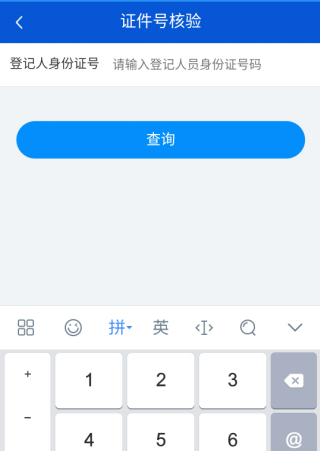 证件号核验
登记人身份证号 请输入登记人员身份证号码
查询
拼 英
+ 1 2 3
- 4 5 6 @